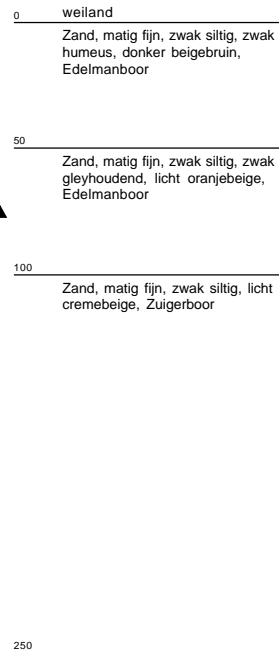 0 weiland
Zand, matig fijn, zwak siltig, zwak
humeus, donker beigebruin,
Edelmanboor
50
Zand, matig fijn, zwak siltig, zwak
gleyhoudend, licht oranjebeige,
Edelmanboor
100
Zand, matig fijn, zwak siltig, licht
cremebeige, Zuigerboor
250